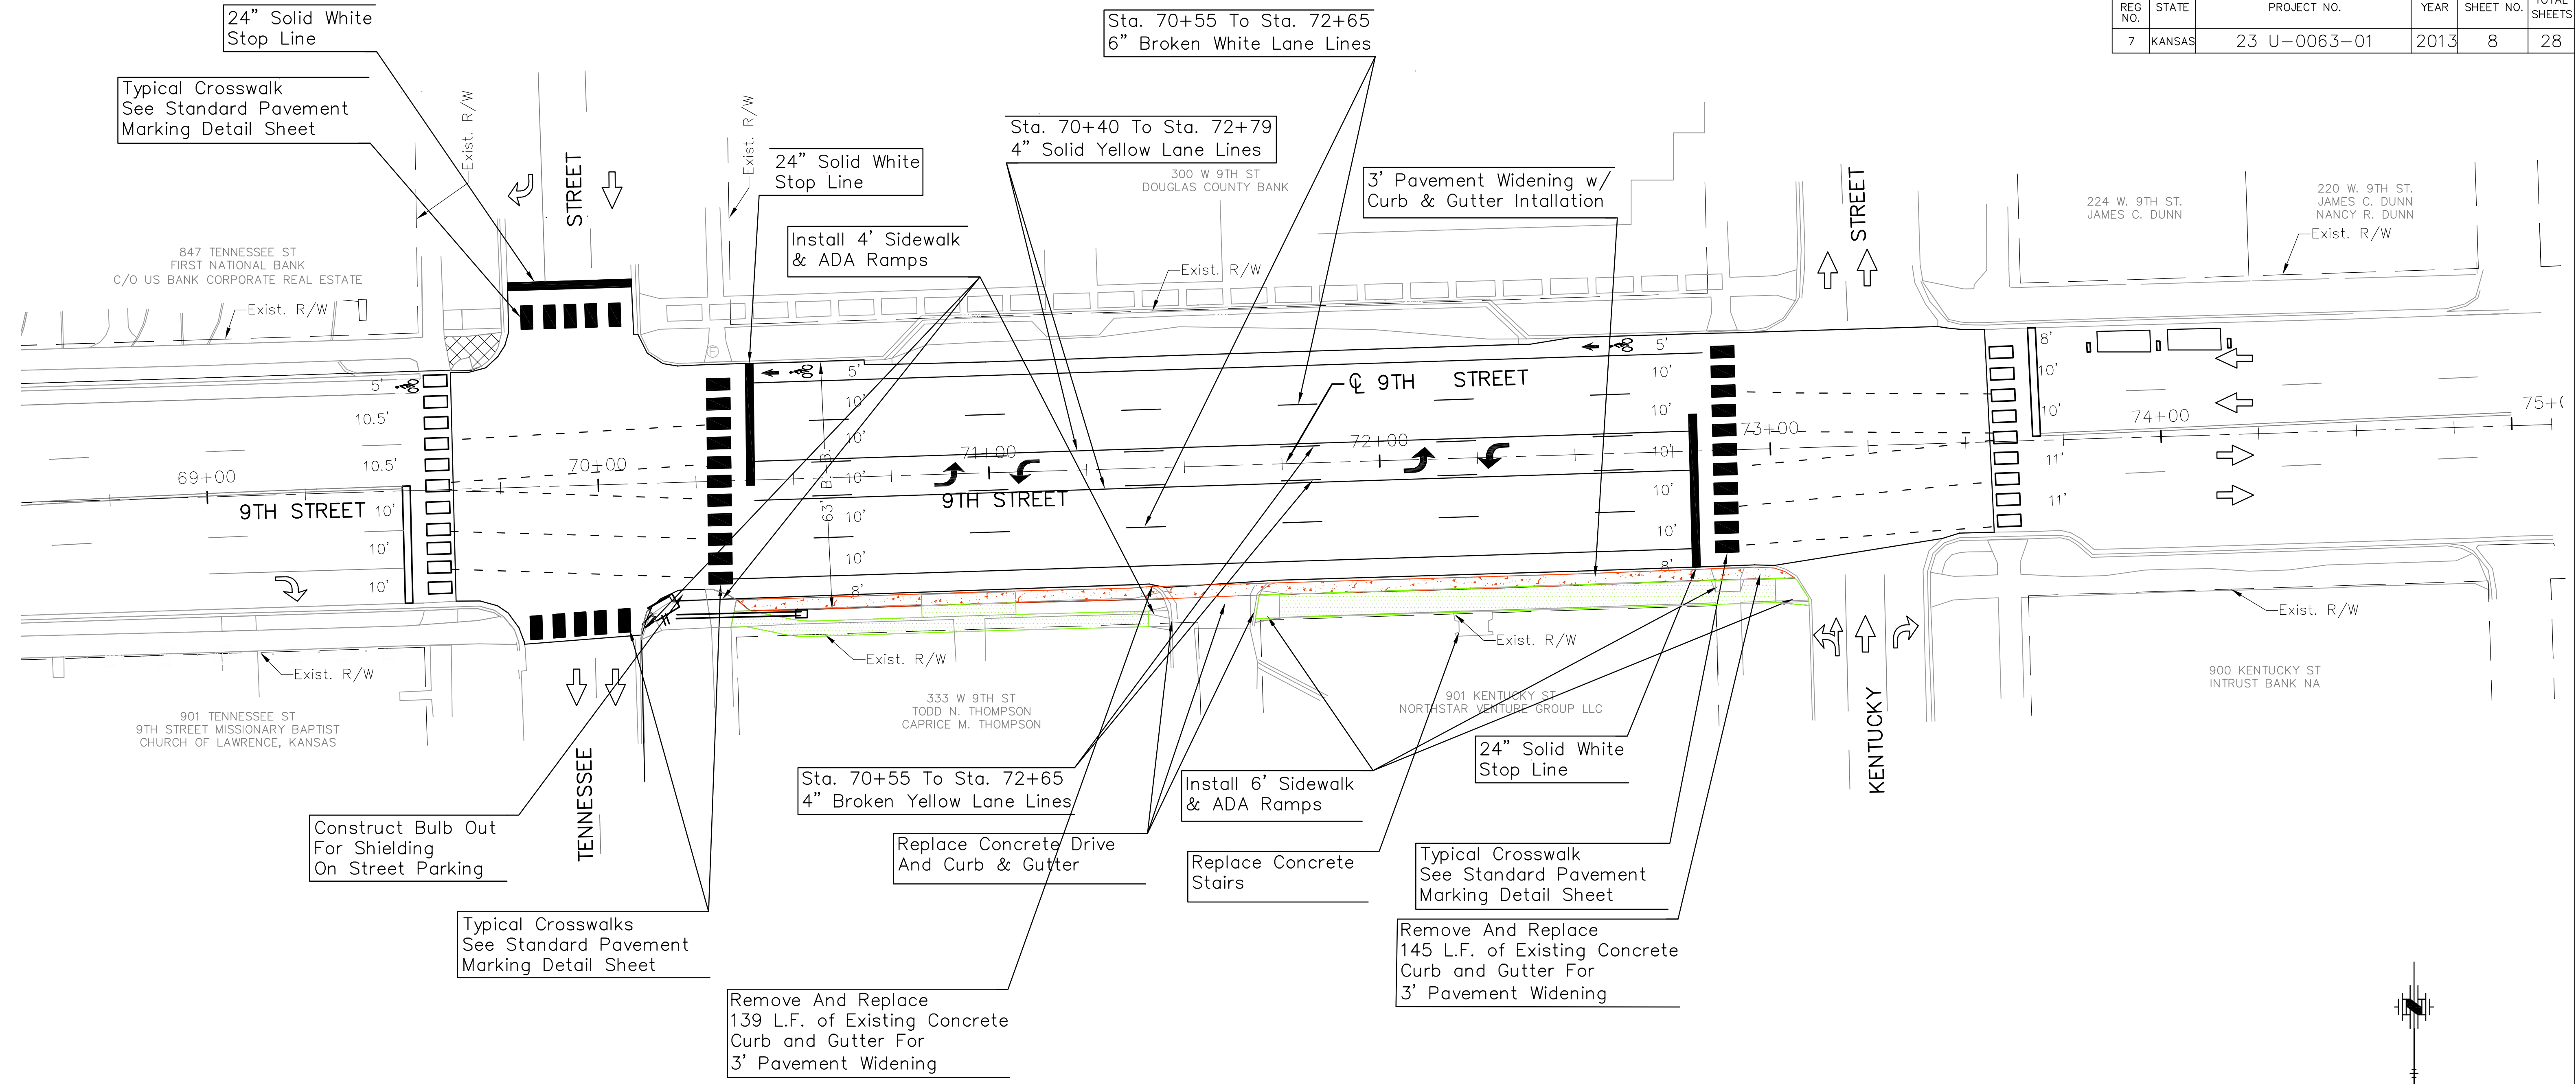 REG NO.
STATE
PROJECT NO.
YEAR
SHEET NO.
TOTAL SHEETS
7
KANSAS
23 U-0063-01
2013
8
28
24" Solid White
Stop Line
Typical Crosswalk
See Standard Pavement
Marking Detail Sheet
Exist. R/W
STREET
Exist. R/W
24" Solid White
Stop Line
Install 4' Sidewalk
& ADA Ramps
Sta. 70+55 To Sta. 72+65
6" Broken White Lane Lines
Sta. 70+40 To Sta. 72+79
4" Solid Yellow Lane Lines
300 W 9TH ST
DOUGLAS COUNTY BANK
3' Pavement Widening w/
Curb & Gutter Intallation
STREET
224 W. 9TH ST.
JAMES C. DUNN
220 W. 9TH ST.
JAMES C. DUNN
NANCY R. DUNN
Exist. R/W
847 TENNESSEE ST
FIRST NATIONAL BANK
C/O US BANK CORPORATE REAL ESTATE
Exist. R/W
Exist. R/W
5'
10.5'
10.5'
10'
10'
10'
69+00
9TH STREET
70+00
5'
10'
10'
10'
10'
10'
10'
8'
63' B.-B.
71+00
9TH STREET
℄ 9TH STREET
72+00
5'
10'
10'
10'
10'
10'
8'
73+00
8'
10'
10'
11'
11'
74+00
75+0
Exist. R/W
Exist. R/W
Exist. R/W
Exist. R/W
901 TENNESSEE ST
9TH STREET MISSIONARY BAPTIST
CHURCH OF LAWRENCE, KANSAS
333 W 9TH ST
TODD N. THOMPSON
CAPRICE M. THOMPSON
901 KENTUCKY ST
NORTHSTAR VENTURE GROUP LLC
900 KENTUCKY ST
INTRUST BANK NA
TENNESSEE
KENTUCKY
Construct Bulb Out
For Shielding
On Street Parking
Typical Crosswalks
See Standard Pavement
Marking Detail Sheet
Sta. 70+55 To Sta. 72+65
4" Broken Yellow Lane Lines
Replace Concrete Drive
And Curb & Gutter
Remove And Replace
139 L.F. of Existing Concrete
Curb and Gutter For
3' Pavement Widening
Install 6' Sidewalk
& ADA Ramps
Replace Concrete
Stairs
24" Solid White
Stop Line
Typical Crosswalk
See Standard Pavement
Marking Detail Sheet
Remove And Replace
145 L.F. of Existing Concrete
Curb and Gutter For
3' Pavement Widening
N